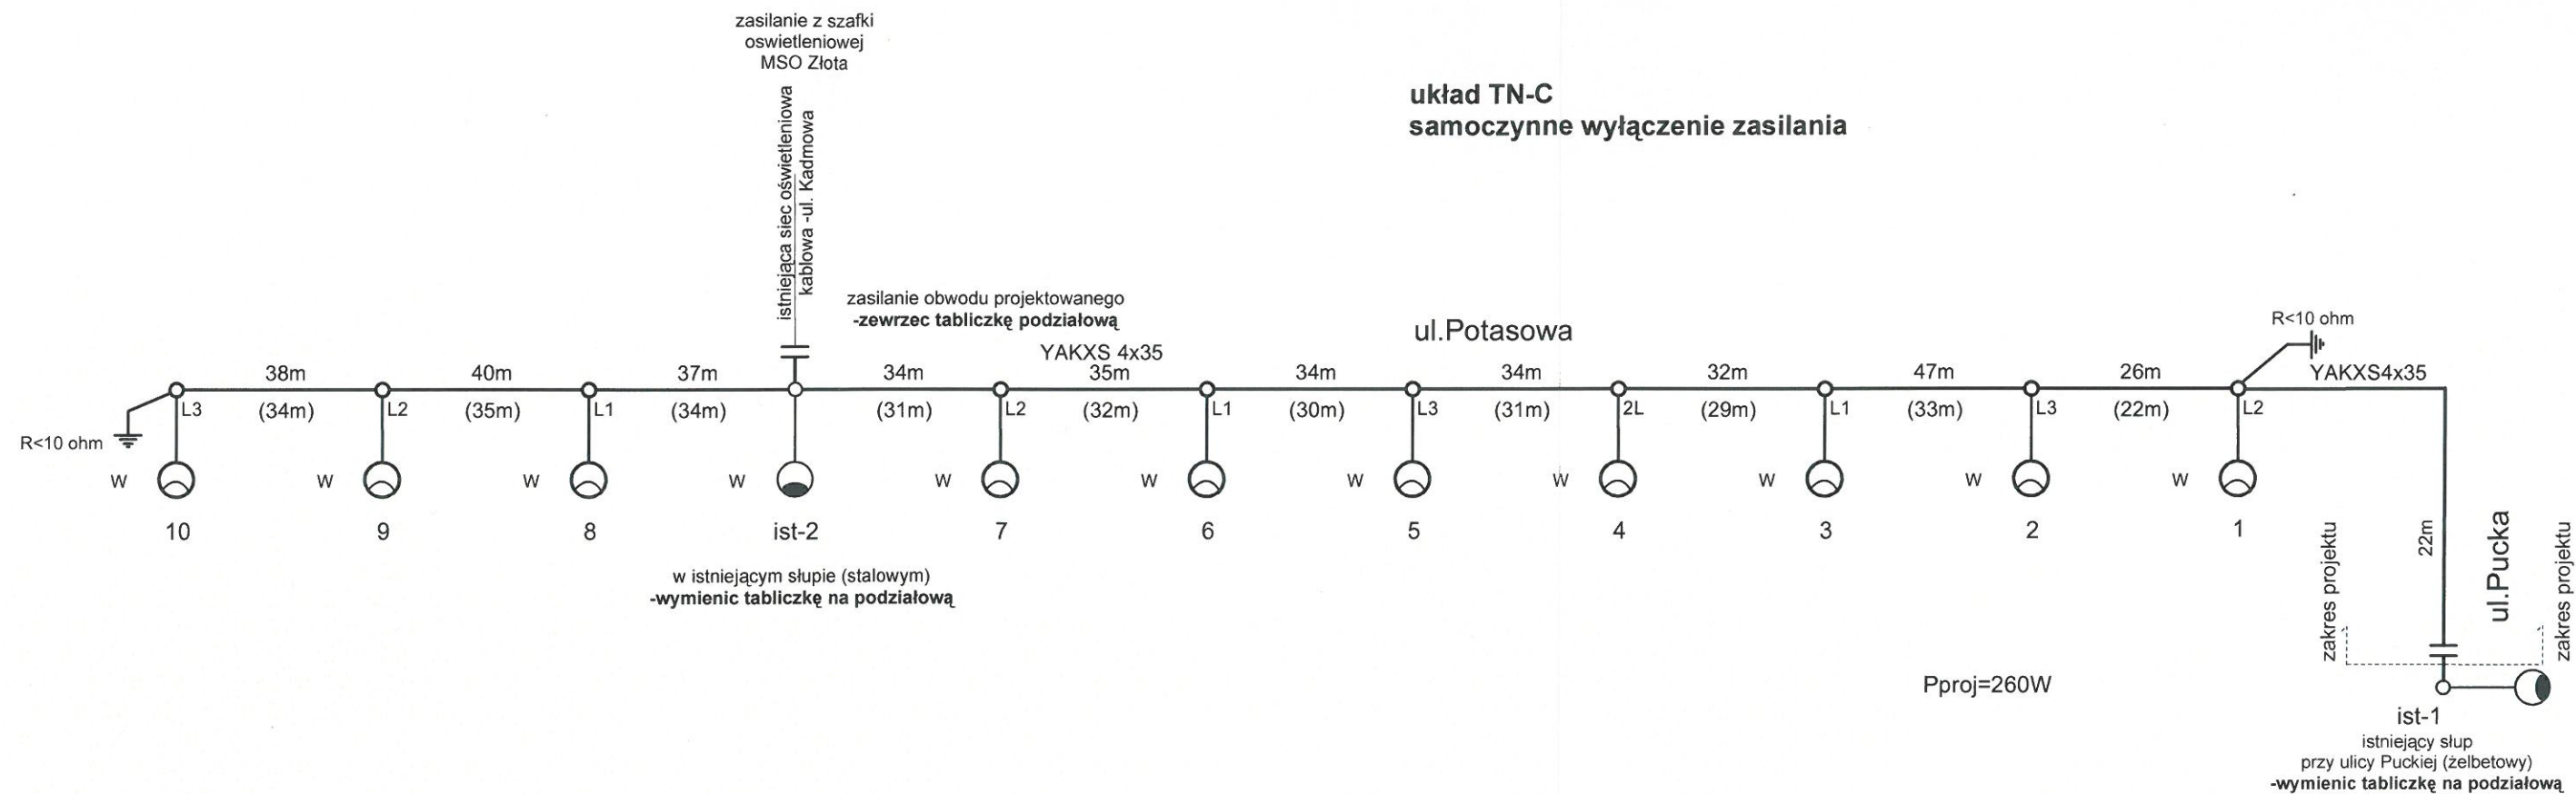 zasilanie z szafki
oswietleniowej
MSO Złota
istniejąca siec oświetleniowa
kablowa -ul. Kadmowa
układ TN-C
samoczynne wyłączenie zasilania
zasilanie obwodu projektowanego
-zewrzec tabliczkę podziałową
ul.Potasowa
R<10 ohm
YAKXS 4x35
YAKXS4x35
38m
40m
37m
34m
35m
34m
34m
32m
47m
26m
L3
(34m)
L2
(35m)
L1
(34m)
(31m)
L2
(32m)
L1
(30m)
L3
(31m)
2L
(29m)
L1
(33m)
L3
(22m)
L2
R<10 ohm
W
W
W
W
W
W
W
W
W
W
W
10
9
8
ist-2
7
6
5
4
3
2
1
w istniejącym słupie (stalowym)
-wymienic tabliczkę na podziałową
22m
ul.Pucka
zakres projektu
zakres projektu
Pproj=260W
ist-1
istniejący słup
przy ulicy Puckiej (żelbetowy)
-wymienic tabliczkę na podziałową